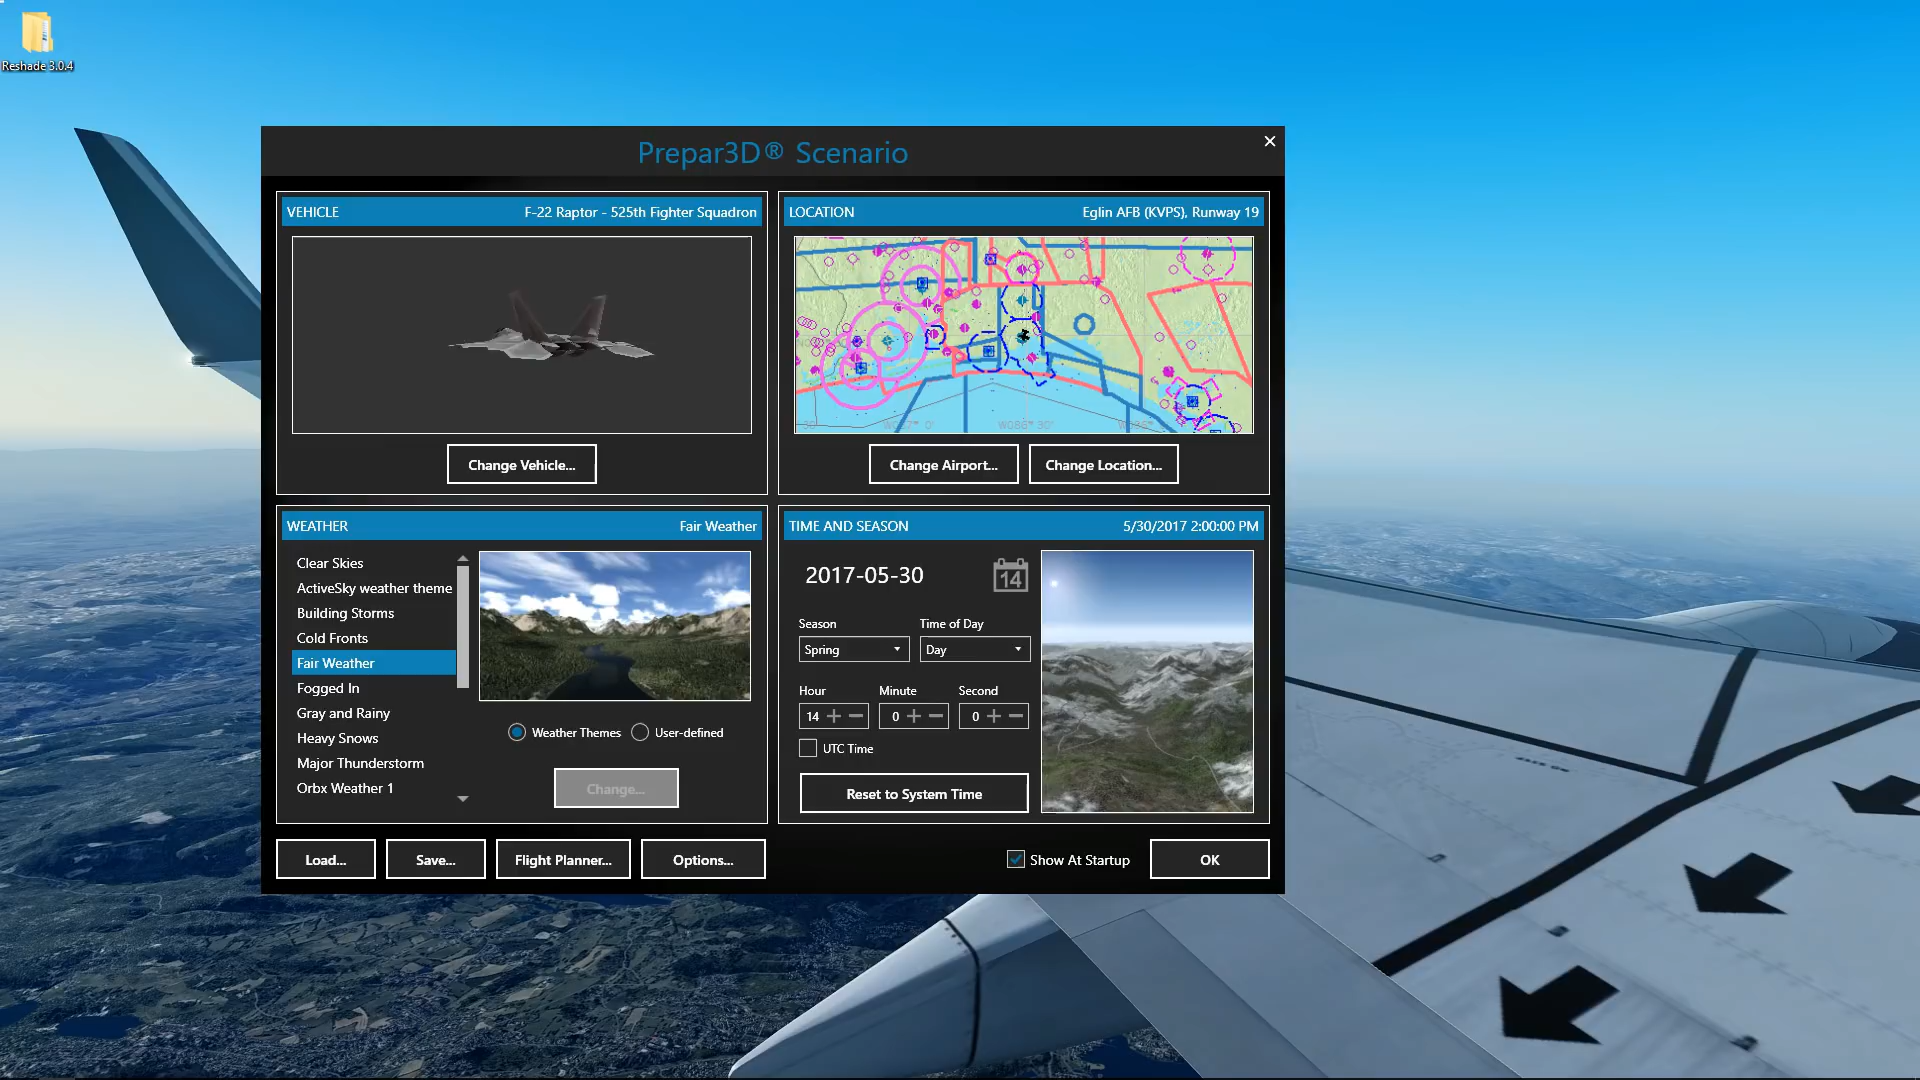 Reshade 3.0.4
Prepar3D® Scenario
VEHICLE
F-22 Raptor - 525th Fighter Squadron
Change Vehicle...
LOCATION
Eglin AFB (KVPS), Runway 19
W086° 30'
Change Airport...
Change Location...
WEATHER
Fair Weather
Clear Skies
ActiveSky weather theme
Building Storms
Cold Fronts
Fair Weather
Fogged In
Gray and Rainy
Heavy Snows
Major Thunderstorm
Orbx Weather 1
Weather Themes
User-defined
Change...
TIME AND SEASON
5/30/2017 2:00:00 PM
2017-05-30
14
Season
Time of Day
Spring
Day
Hour
Minute
Second
14
0
0
UTC Time
Reset to System Time
Load...
Save...
Flight Planner...
Options...
Show At Startup
OK